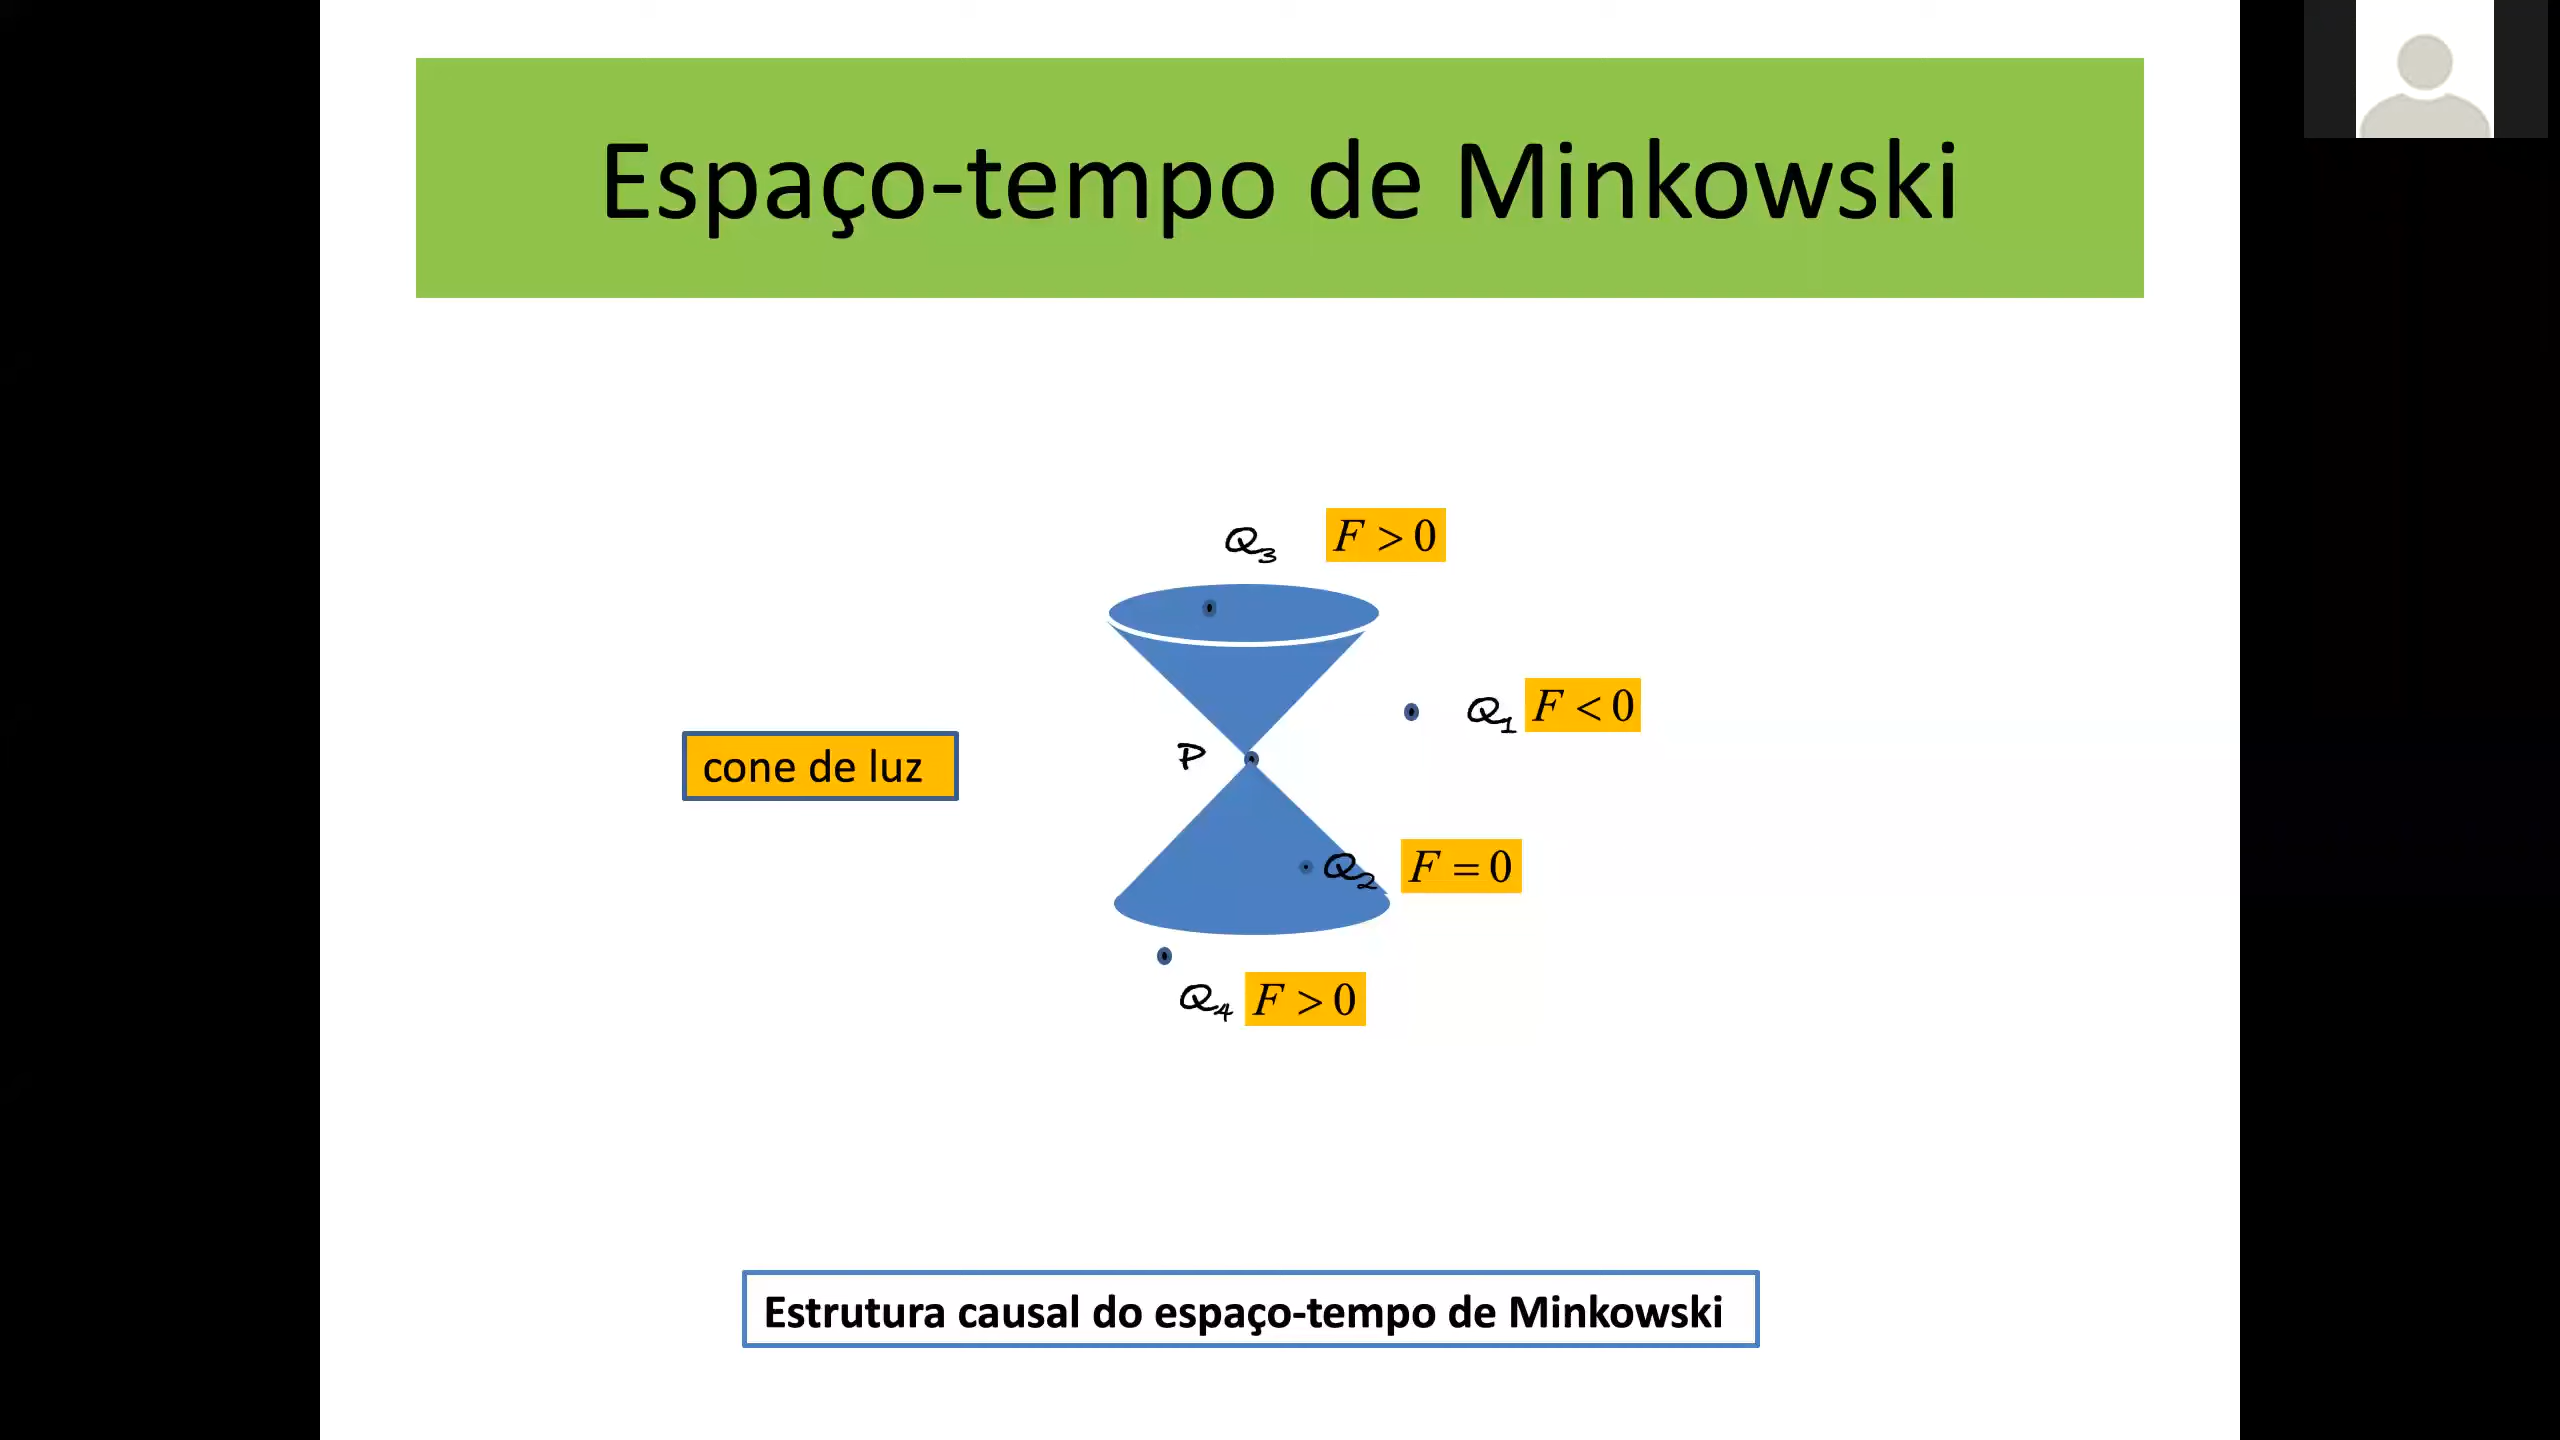 Espaço-tempo de Minkowski
Q3 F > 0
Q1 F < 0
P
cone de luz
Q2 F = 0
Q4 F > 0
Estrutura causal do espaço-tempo de Minkowski